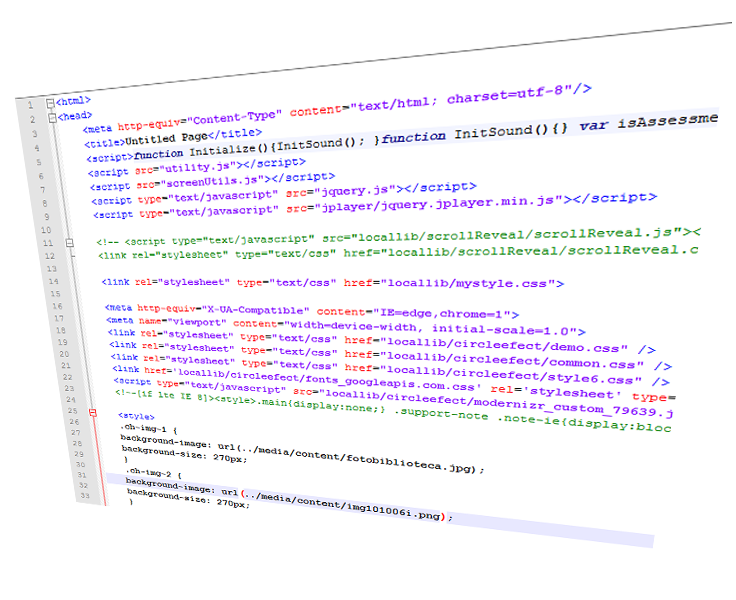 1 <html>
2 <head>
3 <meta http-equiv="Content-Type" content="text/html; charset=utf-8"/>
4 <title>Untitled Page</title>
5 <script>function Initialize(){InitSound(); }function InitSound(){} var isAssessme
6 <script src="utility.js"></script>
7 <script src="screenUtils.js"></script>
8 <script type="text/javascript" src="jquery.js"></script>
9 <script type="text/javascript" src="jplayer/jquery.jplayer.min.js"></script>
10
11 <!-- <script type="text/javascript" src="locallib/scrollReveal/scrollReveal.js"><
12 <link rel="stylesheet" type="text/css" href="locallib/scrollReveal/scrollReveal.c
13
14 <link rel="stylesheet" type="text/css" href="locallib/mystyle.css">
15
16 <meta http-equiv="X-UA-Compatible" content="IE=edge,chrome=1">
17 <meta name="viewport" content="width=device-width, initial-scale=1.0">
18 <link rel="stylesheet" type="text/css" href="locallib/circleefect/demo.css" />
19 <link rel="stylesheet" type="text/css" href="locallib/circleefect/common.css" />
20 <link rel="stylesheet" type="text/css" href="locallib/circleefect/style6.css" />
21 <link href='locallib/circleefect/fonts_googleapis.com.css' rel='stylesheet' type=
22 <script type="text/javascript" src="locallib/circleefect/modernizr_custom_79639.j
23 <!--[if lte IE 8]><style>.main{display:none;} .support-note .note-ie{display:bloc
24
25 <style>
26 .ch-img-1 {
27 background-image: url(../media/content/fotobiblioteca.jpg);
28 background-size: 270px;
29 }
30 .ch-img-2 {
31 background-image: url(../media/content/img101006i.png);
32 background-size: 270px;
33 }